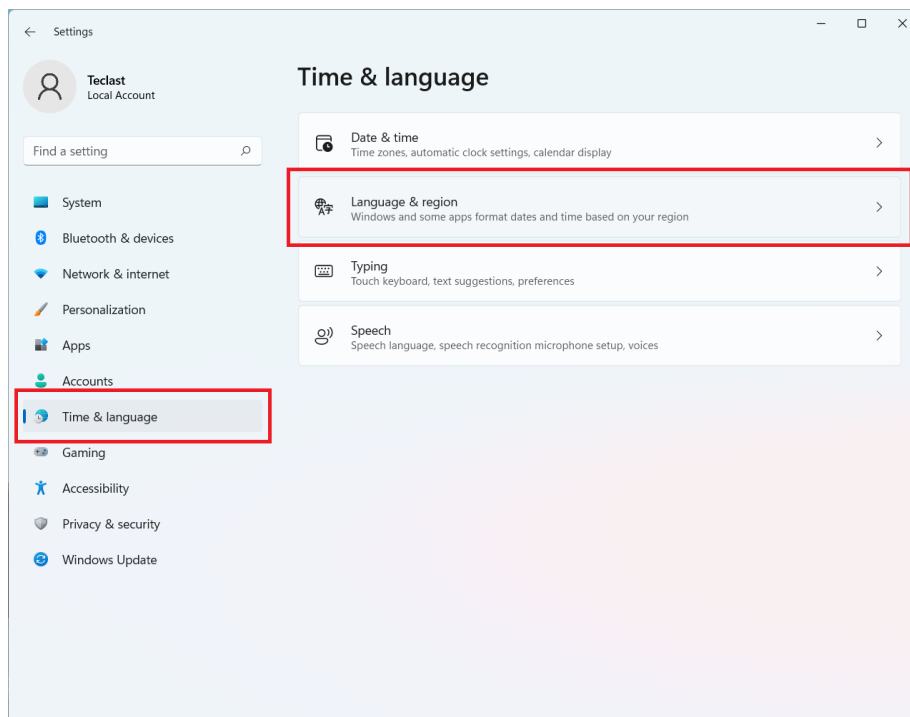 Settings
Teclast
Local Account
Find a setting
System
Bluetooth & devices
Network & internet
Personalization
Apps
Accounts
Time & language
Gaming
Accessibility
Privacy & security
Windows Update
Time & language
Date & time
Time zones, automatic clock settings, calendar display
Language & region
Windows and some apps format dates and time based on your region
Typing
Touch keyboard, text suggestions, preferences
Speech
Speech language, speech recognition microphone setup, voices